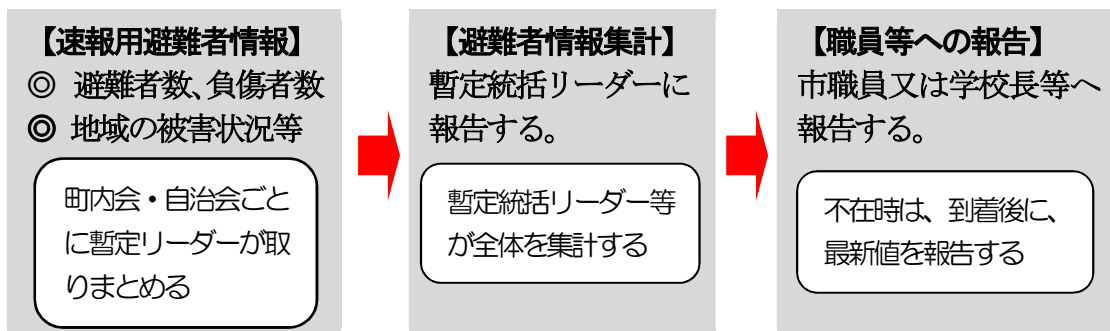 【速報用避難者情報】
◎ 避難者数、負傷者数
◎ 地域の被害状況等
町内会・自治会ごと
に暫定リーダーが取
りまとめる
【避難者情報集計】
暫定統括リーダーに
報告する。
暫定統括リーダー等
が全体を集計する
【職員等への報告】
市職員又は学校長等へ
報告する。
不在時は、到着後に、
最新値を報告する